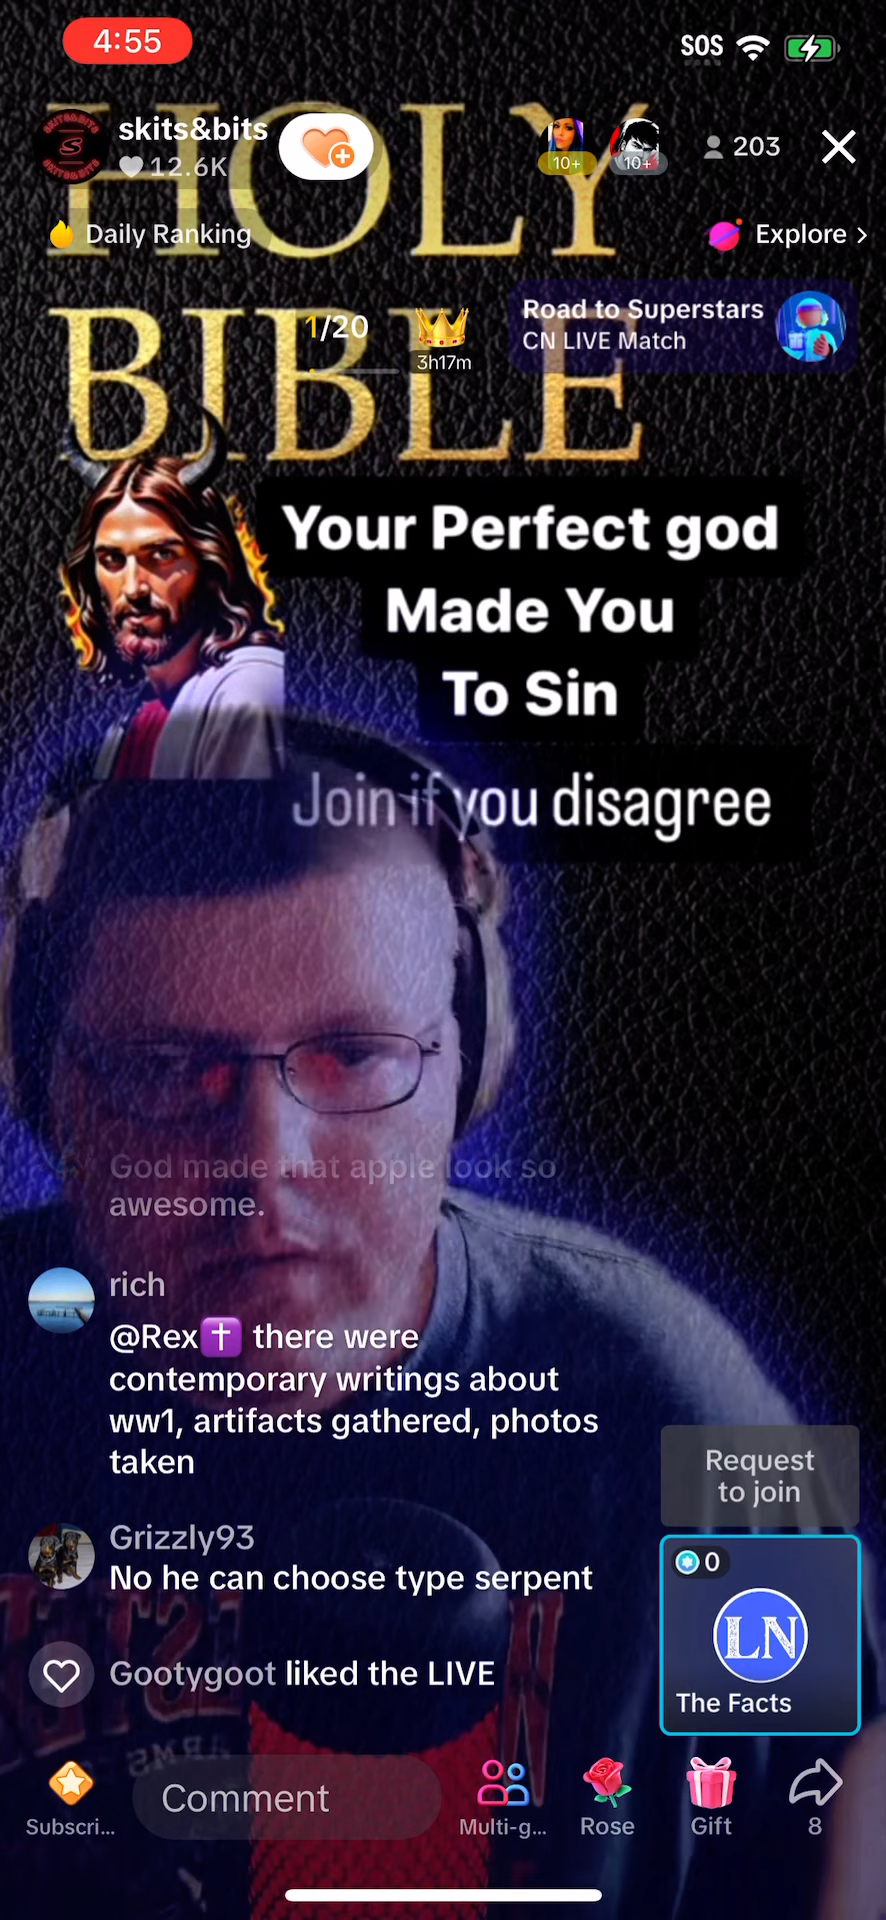 4:55
SOS
skits&bits
12.6K
10+
10+
203
HOLY
Daily Ranking
Explore >
BIBLE
1/20
3h17m
Road to Superstars
CN LIVE Match
Your Perfect god
Made You
To Sin
Join if you disagree
God made that apple look so
awesome.
rich
@Rex✝️ there were
contemporary writings about
ww1, artifacts gathered, photos
taken
Request
to join
Grizzly93
No he can choose type serpent
0
LN
The Facts
Gootygoot liked the LIVE
Comment
Subscri...
Multi-g...
Rose
Gift
8